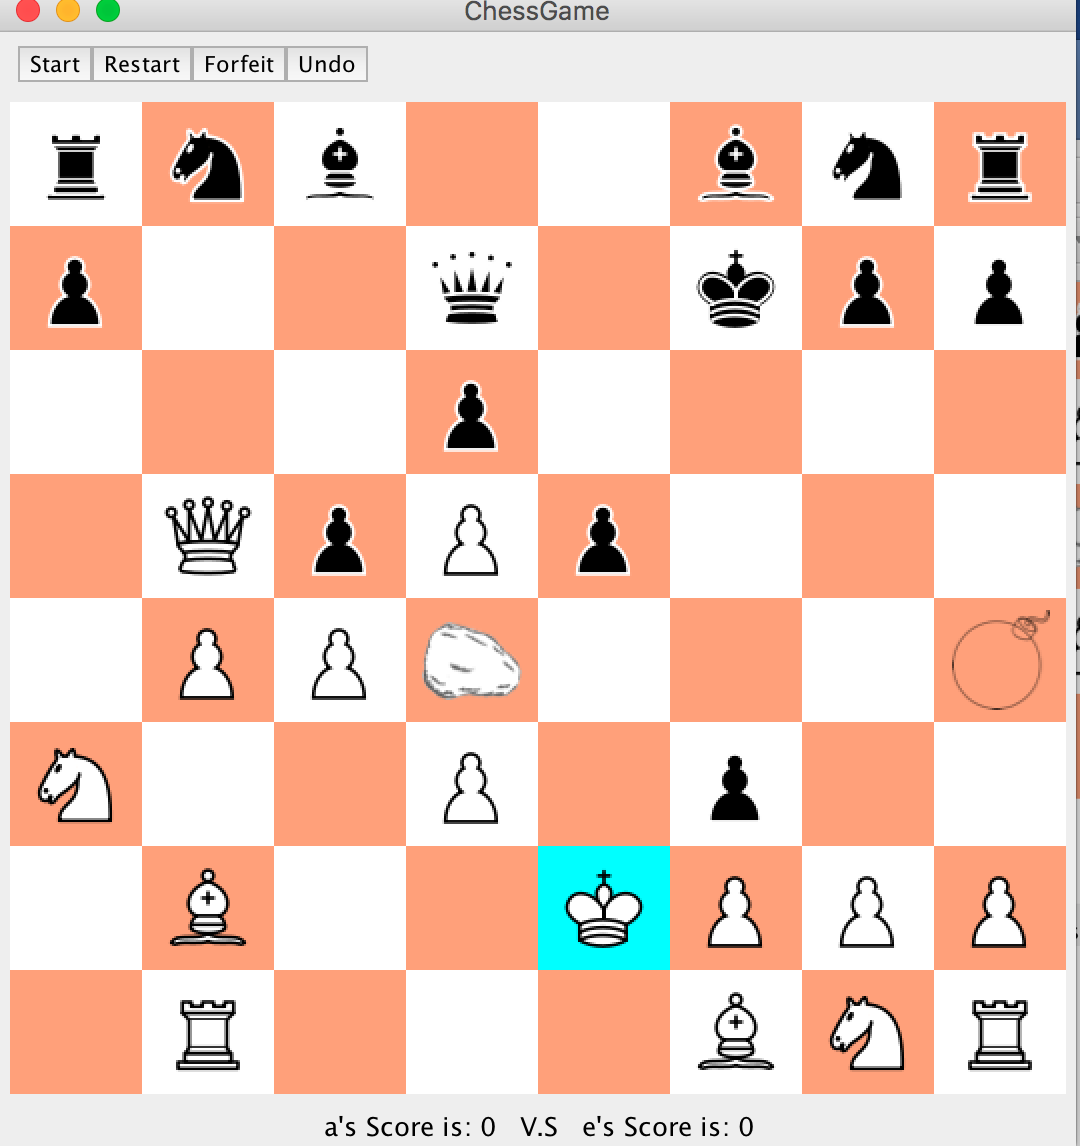 ChessGame
Start Restart Forfeit Undo
a's Score is: 0 V.S e's Score is: 0